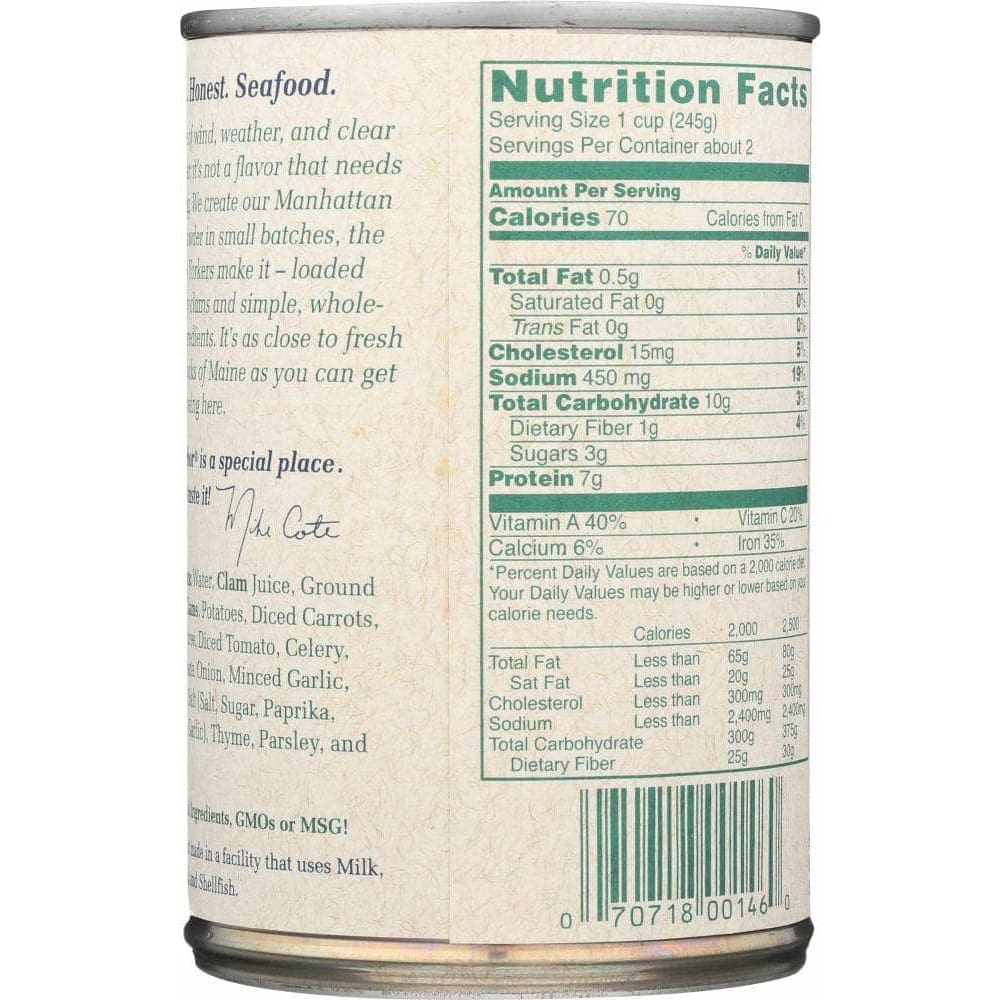 Honest. Seafood.
wind, weather, and clear
it's not a flavor that needs
We create our Manhattan
in small batches, the
make it – loaded
and simple, whole-
It's as close to fresh
of Maine as you can get
here.
is a special place.
it!
Mike Cote
Water, Clam Juice, Ground
Potatoes, Diced Carrots,
Diced Tomato, Celery,
Onion, Minced Garlic,
(Salt, Sugar, Paprika,
Thyme, Parsley, and
GMOs or MSG!
made in a facility that uses Milk,
Shellfish.
Nutrition Facts
Serving Size 1 cup (245g)
Servings Per Container about 2
Amount Per Serving
Calories 70 Calories from Fat 0
% Daily Value*
Total Fat 0.5g 1%
Saturated Fat 0g 0%
Trans Fat 0g 0%
Cholesterol 15mg 5%
Sodium 450 mg 19%
Total Carbohydrate 10g 3%
Dietary Fiber 1g 4%
Sugars 3g
Protein 7g
Vitamin A 40% • Vitamin C 20%
Calcium 6% • Iron 35%
*Percent Daily Values are based on a 2,000 calorie diet.
Your Daily Values may be higher or lower based on your
calorie needs.
Calories 2,000 2,500
Total Fat Less than 65g 80g
Sat Fat Less than 20g 25g
Cholesterol Less than 300mg 300mg
Sodium Less than 2,400mg 2,400mg
Total Carbohydrate 300g 375g
Dietary Fiber 25g 30g
0 70718 00146 0